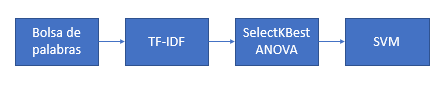 Bolsa de
palabras
TF-IDF
SelectKBest
ANOVA
SVM